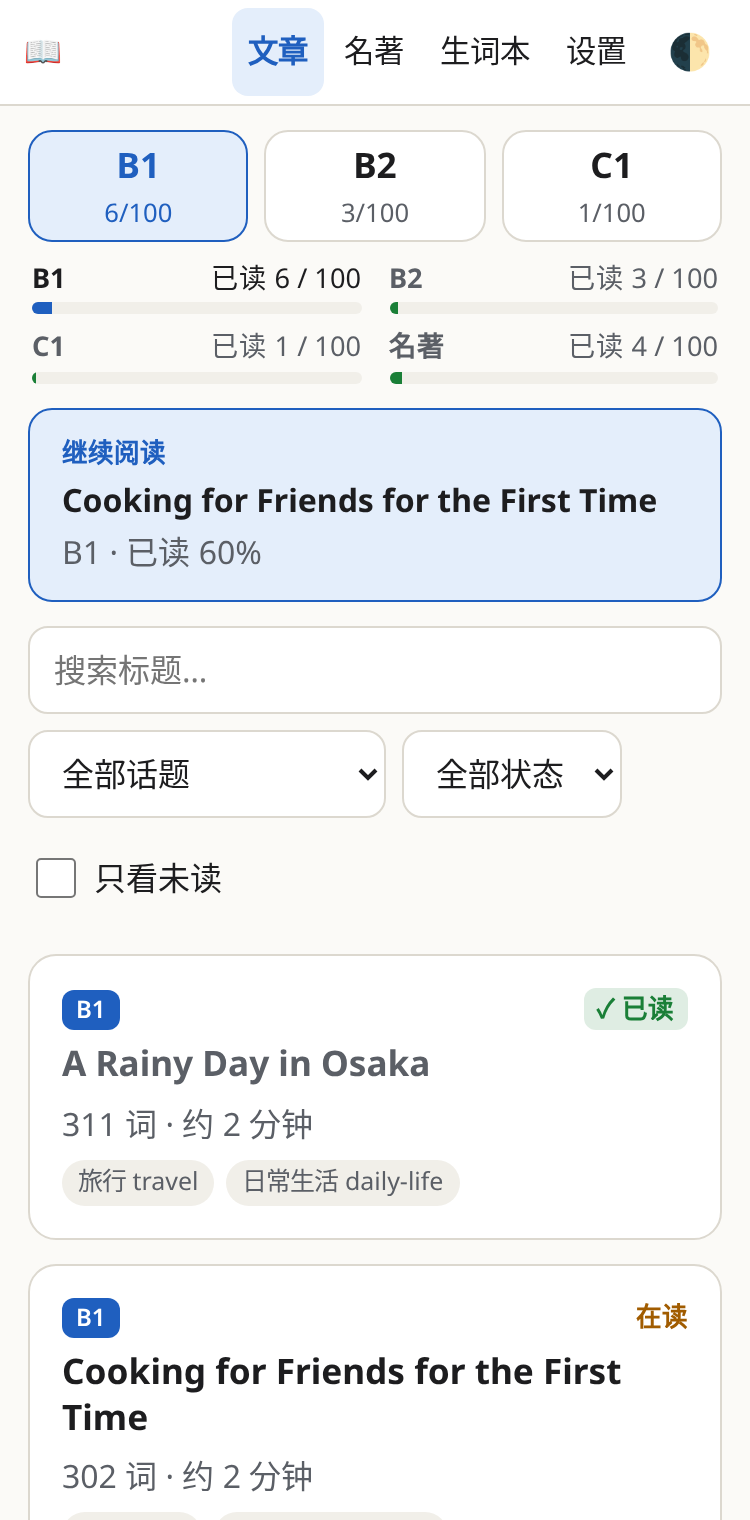 文章 名著 生词本 设置
B1 B2 C1
6/100 3/100 1/100
B1 已读 6 / 100 B2 已读 3 / 100
C1 已读 1 / 100 名著 已读 4 / 100
继续阅读
Cooking for Friends for the First Time
B1 · 已读 60%
搜索标题...
全部话题 全部状态
只看未读
B1 ✓ 已读
A Rainy Day in Osaka
311 词 · 约 2 分钟
旅行 travel 日常生活 daily-life
B1 在读
Cooking for Friends for the First
Time
302 词 · 约 2 分钟